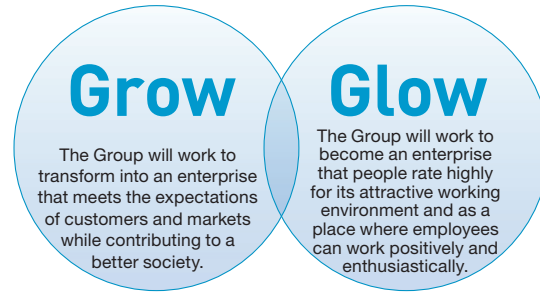 Grow
The Group will work to
transform into an enterprise
that meets the expectations
of customers and markets
while contributing to a
better society.
Glow
The Group will work to
become an enterprise
that people rate highly
for its attractive working
environment and as a
place where employees
can work positively and
enthusiastically.